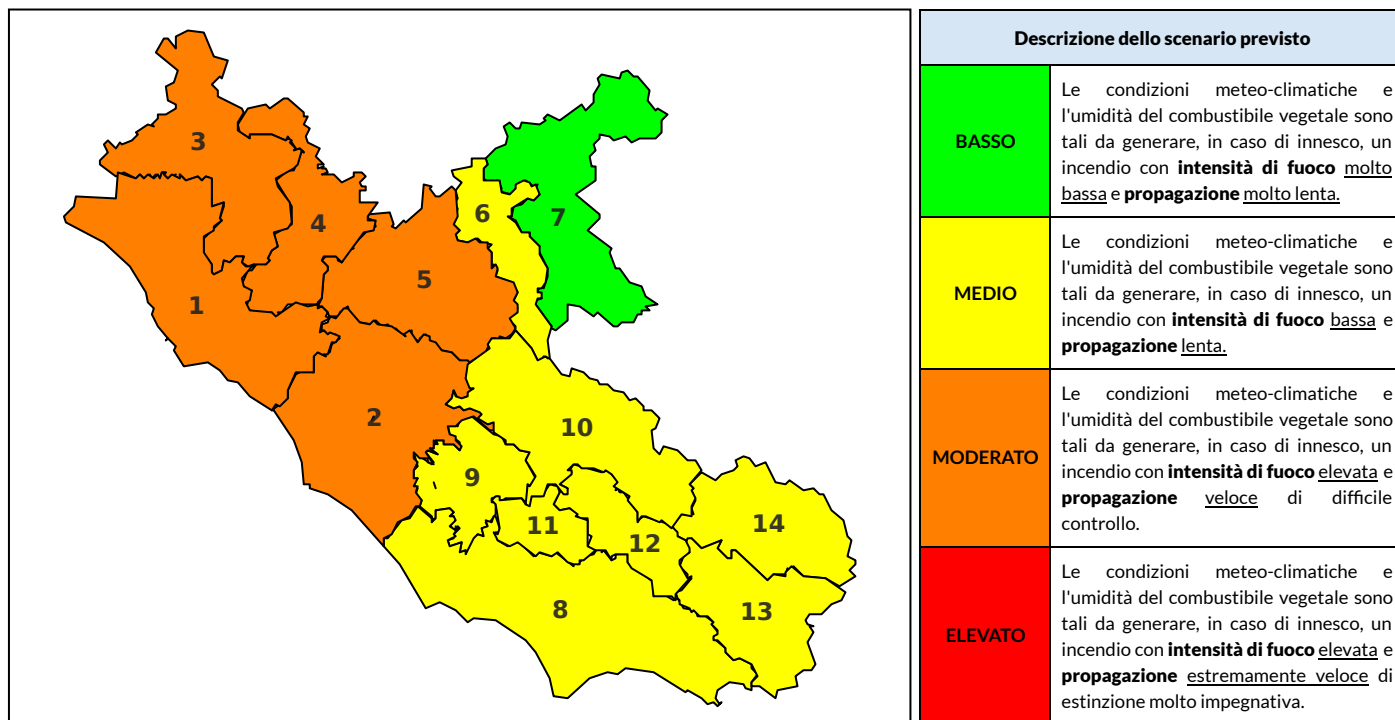 3
4
6
7
5
1
2
10
9
14
11
12
8
13
Descrizione dello scenario previsto
BASSO
Le condizioni meteo-climatiche e
l'umidità del combustibile vegetale sono
tali da generare, in caso di innesco, un
incendio con intensità di fuoco molto
bassa e propagazione molto lenta.
MEDIO
Le condizioni meteo-climatiche e
l'umidità del combustibile vegetale sono
tali da generare, in caso di innesco, un
incendio con intensità di fuoco bassa e
propagazione lenta.
MODERATO
Le condizioni meteo-climatiche e
l'umidità del combustibile vegetale sono
tali da generare, in caso di innesco, un
incendio con intensità di fuoco elevata e
propagazione veloce di difficile
controllo.
ELEVATO
Le condizioni meteo-climatiche e
l'umidità del combustibile vegetale sono
tali da generare, in caso di innesco, un
incendio con intensità di fuoco elevata e
propagazione estremamente veloce di
estinzione molto impegnativa.